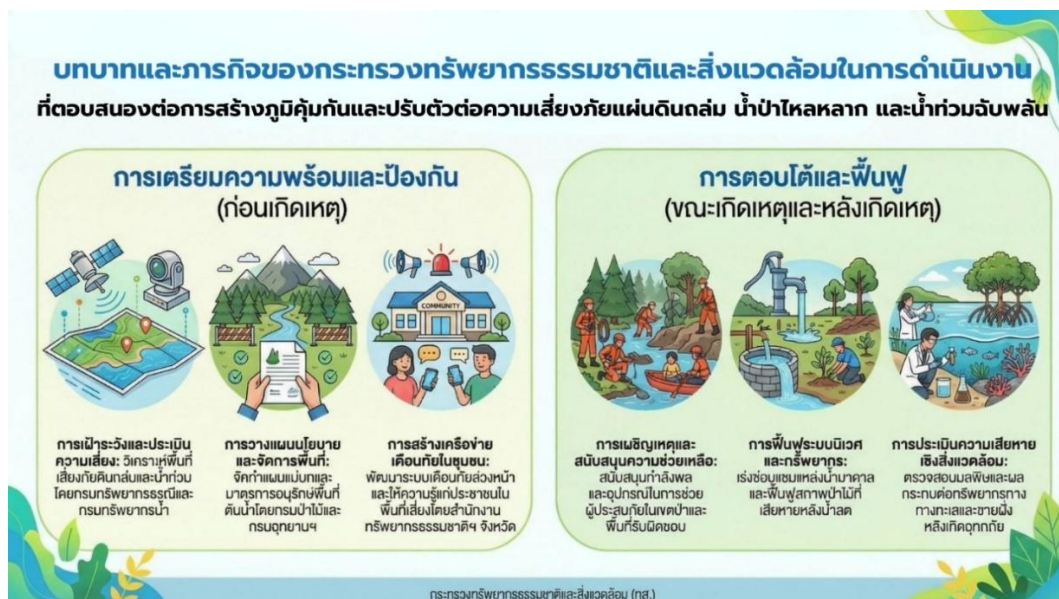 บทบาทและภารกิจของกระทรวงทรัพยากรธรรมชาติและสิ่งแวดล้อมในการดำเนินงาน
ที่ตอบสนองต่อการสร้างภูมิคุ้มกันและปรับตัวต่อความเสี่ยงภัยแผ่นดินถล่ม น้ำป่าไหลหลาก และน้ำท่วมฉับพลัน
การเตรียมความพร้อมและป้องกัน
(ก่อนเกิดเหตุ)
COMMUNITY
การเฝ้าระวังและประเมิน
ความเสี่ยง: วิเคราะห์พื้นที่
เสี่ยงภัยดินถล่มและน้ำท่วม
โดยกรมทรัพยากรธรณีและ
กรมทรัพยากรน้ำ
การวางแผนนโยบาย
และจัดการพื้นที่:
จัดทำแผนแม่บทและ
มาตรการอนุรักษ์พื้นที่
ต้นน้ำโดยกรมป่าไม้และ
กรมอุทยานฯ
การสร้างเครือข่าย
เตือนภัยในชุมชน:
พัฒนาระบบเตือนภัยล่วงหน้า
และให้ความรู้แก่ประชาชนใน
พื้นที่เสี่ยงโดยสำนักงาน
ทรัพยากรธรรมชาติฯ จังหวัด
การตอบโต้และฟื้นฟู
(ขณะเกิดเหตุและหลังเกิดเหตุ)
การเผชิญเหตุและ
สนับสนุนความช่วยเหลือ:
สนับสนุนกำลังพล
และอุปกรณ์ในการช่วย
ผู้ประสบภัยในเขตป่าและ
พื้นที่รับผิดชอบ
การฟื้นฟูระบบนิเวศ
และทรัพยากร:
เร่งซ่อมแซมแหล่งน้ำบาดาล
และฟื้นฟูสภาพป่าไม้ที่
เสียหายหลังน้ำลด
การประเมินความเสียหาย
เชิงสิ่งแวดล้อม:
ตรวจสอบมลพิษและผล
กระทบต่อทรัพยากรทาง
ทางทะเลและชายฝั่ง
หลังเกิดอุทกภัย
กระทรวงทรัพยากรธรรมชาติและสิ่งแวดล้อม (ทส.)